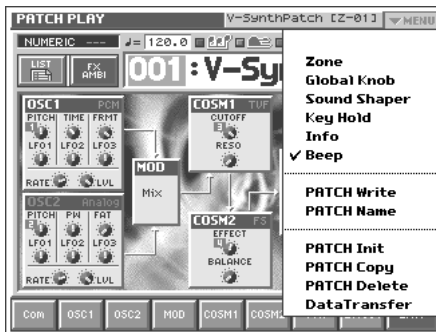 PATCH PLAY V-SynthPatch [Z-01] ▼MENU
NUMERIC --- ♩= 120.0
LIST FX AMBI 001:V-Sy
Zone
Global Knob
Sound Shaper
Key Hold
Info
✓ Beep
PATCH Write
PATCH Name
PATCH Init
PATCH Copy
PATCH Delete
DataTransfer
OSC1 PCM
PITCH TIME FRMT
1
LFO1 LFO2 LFO3
RATE LVL
OSC2 Analog
PITCH PW FAT
2
LFO1 LFO2 LFO3
RATE LVL
MOD
Mix
COSM1 TVF
CUTOFF
3
RESO
COSM2 FS
EFFECT
4
BALANCE
Com OSC1 OSC2 MOD COSM1 COSM2